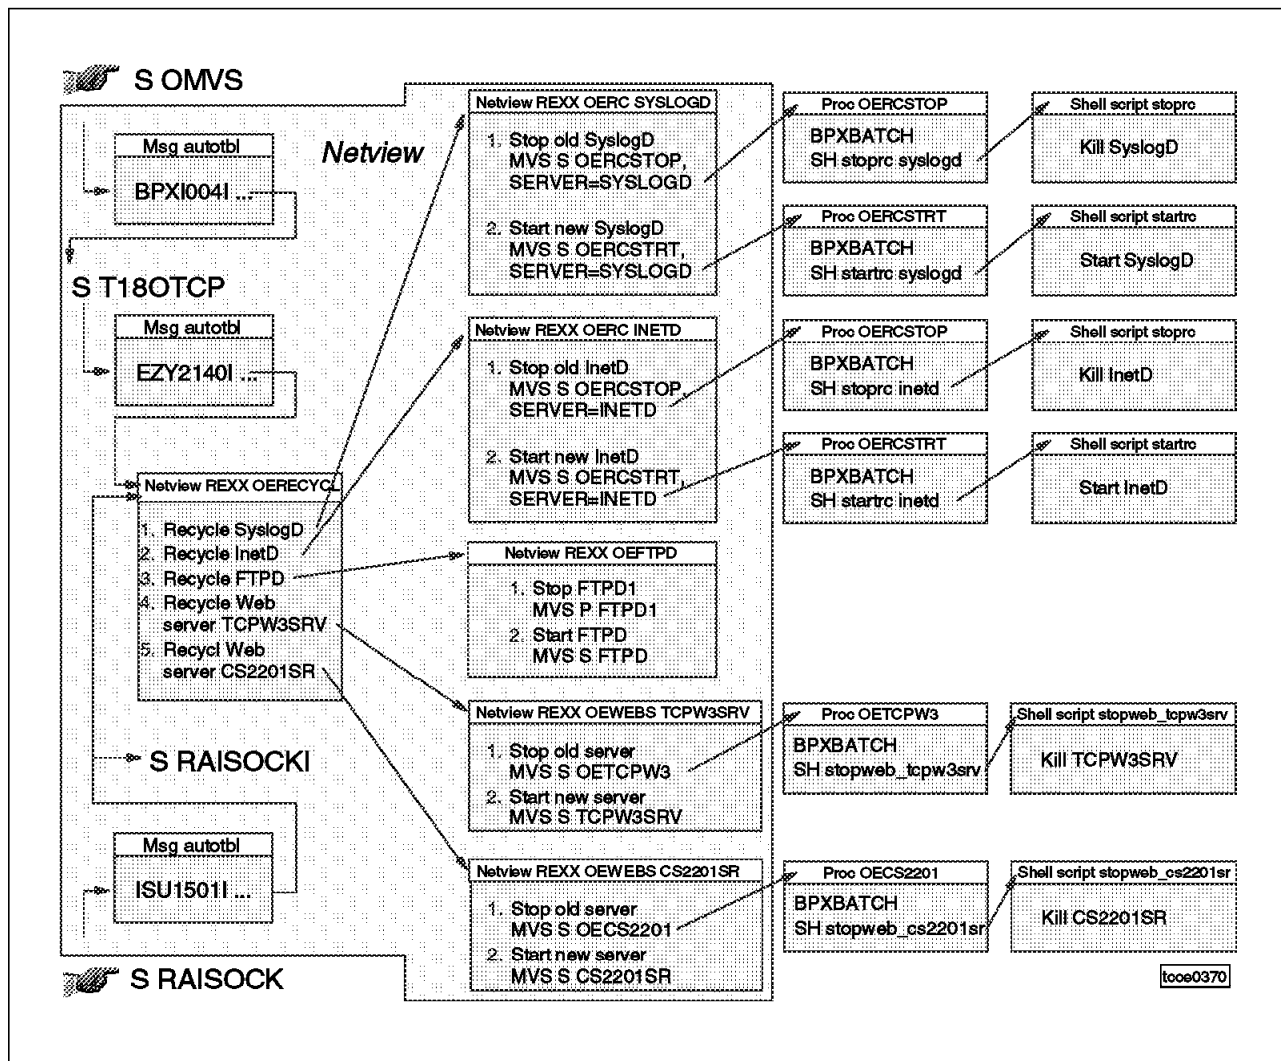 S OMVS
Msg autotbl
BPXI004I ...
Netview
S T18OTCP
Msg autotbl
EZY2140I ...
Netview REXX OERECYCL
1. Recycle SyslogD
2. Recycle InetD
3. Recycle FTPD
4. Recycle Web
server TCPW3SRV
5. Recycl Web
server CS2201SR
S RAISOCKI
Msg autotbl
ISU1501I ...
S RAISOCK
Netview REXX OERC SYSLOGD
1. Stop old SyslogD
MVS S OERCSTOP,
SERVER=SYSLOGD
2. Start new SyslogD
MVS S OERCSTRT,
SERVER=SYSLOGD
Netview REXX OERC INETD
1. Stop old InetD
MVS S OERCSTOP,
SERVER=INETD
2. Start new InetD
MVS S OERCSTRT,
SERVER=INETD
Netview REXX OEFTPD
1. Stop FTPD1
MVS P FTPD1
2. Start FTPD
MVS S FTPD
Netview REXX OEWEBS TCPW3SRV
1. Stop old server
MVS S OETCPW3
2. Start new server
MVS S TCPW3SRV
Netview REXX OEWEBS CS2201SR
1. Stop old server
MVS S OECS2201
2. Start new server
MVS S CS2201SR
Proc OERCSTOP
BPXBATCH
SH stoprc syslogd
Shell script stoprc
Kill SyslogD
Proc OERCSTRT
BPXBATCH
SH startrc syslogd
Shell script startrc
Start SyslogD
Proc OERCSTOP
BPXBATCH
SH stoprc inetd
Shell script stoprc
Kill InetD
Proc OERCSTRT
BPXBATCH
SH startrc inetd
Shell script startrc
Start InetD
Proc OETCPW3
BPXBATCH
SH stopweb_tcpw3srv
Shell script stopweb_tcpw3srv
Kill TCPW3SRV
Proc OECS2201
BPXBATCH
SH stopweb_cs2201sr
Shell script stopweb_cs2201sr
Kill CS2201SR
tooe0370